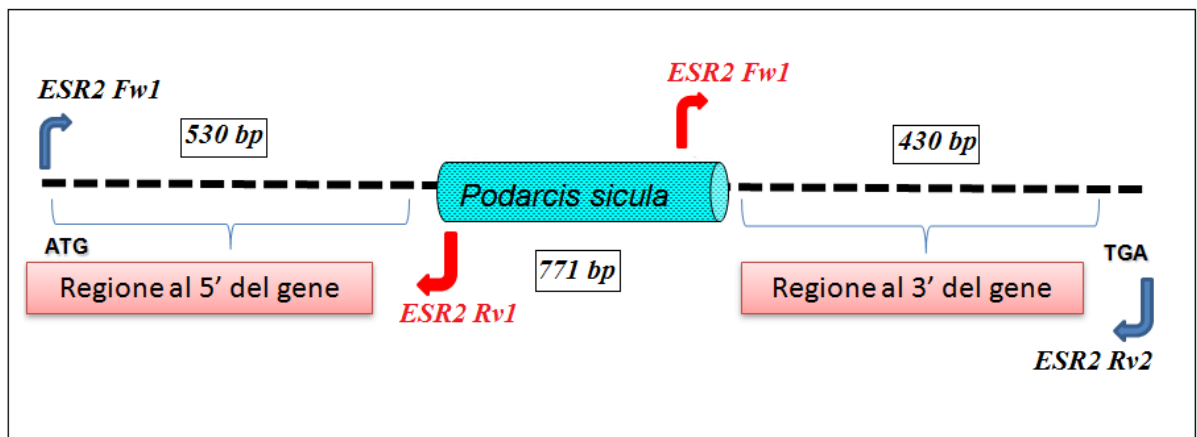 ESR2 Fw1
ESR2 Fw1
530 bp
430 bp
Podarcis sicula
ATG
TGA
771 bp
Regione al 5’ del gene
Regione al 3’ del gene
ESR2 Rv1
ESR2 Rv2